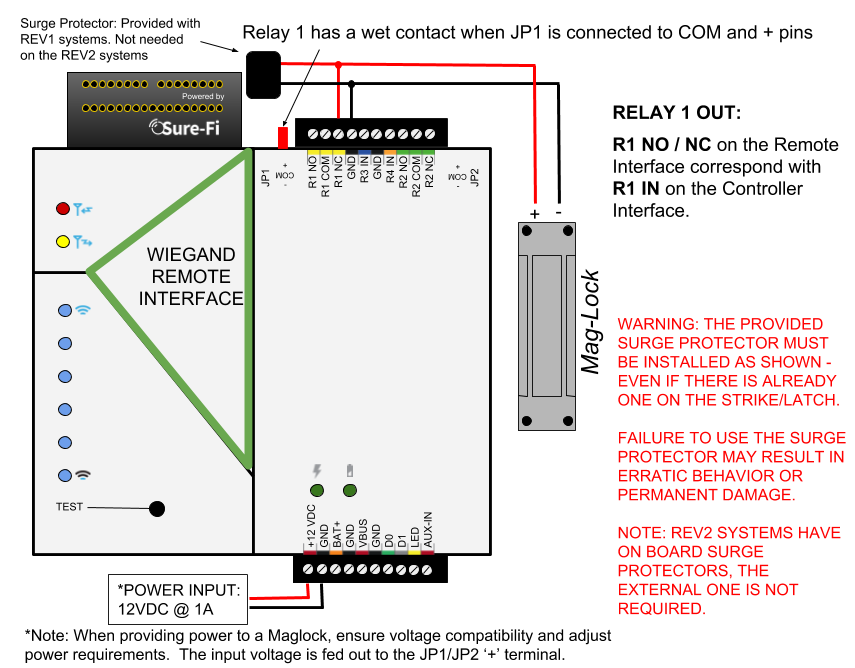 Surge Protector: Provided with
REV1 systems. Not needed
on the REV2 systems
Relay 1 has a wet contact when JP1 is connected to COM and + pins
Powered by
Sure-Fi
RELAY 1 OUT:
R1 NO / NC on the Remote
Interface correspond with
R1 IN on the Controller
Interface.
JP1
+
COM
-
R1 NO
R1 COM
R1 NC
GND
R3 IN
GND
R4 IN
R2 NO
R2 COM
R2 NC
+
COM
-
JP2
+ -
WIEGAND
REMOTE
INTERFACE
Mag-Lock
WARNING: THE PROVIDED
SURGE PROTECTOR MUST
BE INSTALLED AS SHOWN -
EVEN IF THERE IS ALREADY
ONE ON THE STRIKE/LATCH.
FAILURE TO USE THE SURGE
PROTECTOR MAY RESULT IN
ERRATIC BEHAVIOR OR
PERMANENT DAMAGE.
NOTE: REV2 SYSTEMS HAVE
ON BOARD SURGE
PROTECTORS, THE
EXTERNAL ONE IS NOT
REQUIRED.
TEST
+12 VDC
GND
BAT+
GND
VBUS
GND
D0
D1
LED
AUX-IN
*POWER INPUT:
12VDC @ 1A
*Note: When providing power to a Maglock, ensure voltage compatibility and adjust
power requirements. The input voltage is fed out to the JP1/JP2 ‘+’ terminal.